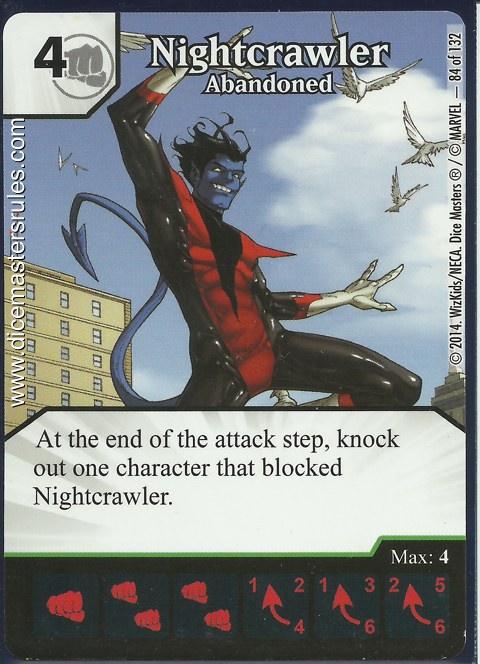 4
Nightcrawler
Abandoned
www.dicemastersrules.com
© 2014. WizKids/NECA. Dice Masters ® / © MARVEL — 84 of 132
At the end of the attack step, knock
out one character that blocked
Nightcrawler.
Max: 4
1 2 4
1 3 6
2 5 6